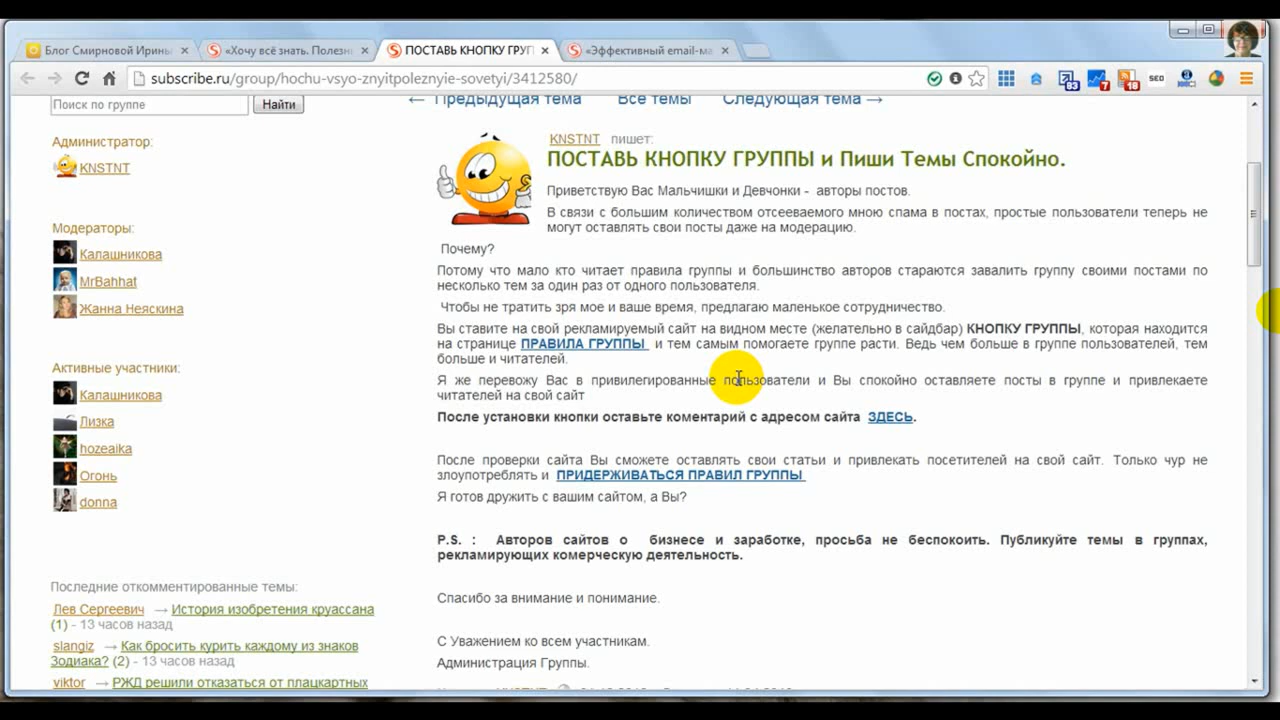 Блог Смирновой Ирины
«Хочу всё знать. Полезн
ПОСТАВЬ КНОПКУ ГРУП
«Эффективный email-ма
subscribe.ru/group/hochu-vsyo-znyitpoleznyie-sovetyi/3412580/
83
7
18
SEO
Поиск по группе
Найти
← Предыдущая тема Все темы Следующая тема →
Администратор:
KNSTNT
Модераторы:
Калашникова
MrBahhat
Жанна Неяскина
Активные участники:
Калашникова
Лизка
hozeaika
Огонь
donna
Последние откомментированные темы:
Лев Сергеевич → История изобретения круассана
(1) - 13 часов назад
slangiz → Как бросить курить каждому из знаков
Зодиака? (2) - 13 часов назад
viktor → РЖД решили отказаться от плацкартных
KNSTNT пишет:
ПОСТАВЬ КНОПКУ ГРУППЫ и Пиши Темы Спокойно.
Приветствую Вас Мальчишки и Девчонки - авторы постов.
В связи с большим количеством отсееваемого мною спама в постах, простые пользователи теперь не
могут оставлять свои посты даже на модерацию.
Почему?
Потому что мало кто читает правила группы и большинство авторов стараются завалить группу своими постами по
несколько тем за один раз от одного пользователя.
Чтобы не тратить зря мое и ваше время, предлагаю маленькое сотрудничество.
Вы ставите на свой рекламируемый сайт на видном месте (желательно в сайдбар) КНОПКУ ГРУППЫ, которая находится
на странице ПРАВИЛА ГРУППЫ и тем самым помогаете группе расти. Ведь чем больше в группе пользователей, тем
больше и читателей.
Я же перевожу Вас в привилегированные пользователи и Вы спокойно оставляете посты в группе и привлекаете
читателей на свой сайт
После установки кнопки оставьте коментарий с адресом сайта ЗДЕСЬ.
После проверки сайта Вы сможете оставлять свои статьи и привлекать посетителей на свой сайт. Только чур не
злоупотреблять и ПРИДЕРЖИВАТЬСЯ ПРАВИЛ ГРУППЫ
Я готов дружить с вашим сайтом, а Вы?
P.S. : Авторов сайтов о бизнесе и заработке, просьба не беспокоить. Публикуйте темы в группах,
рекламирующих комерческую деятельность.
Спасибо за внимание и понимание.
С Уважением ко всем участникам.
Администрация Группы.